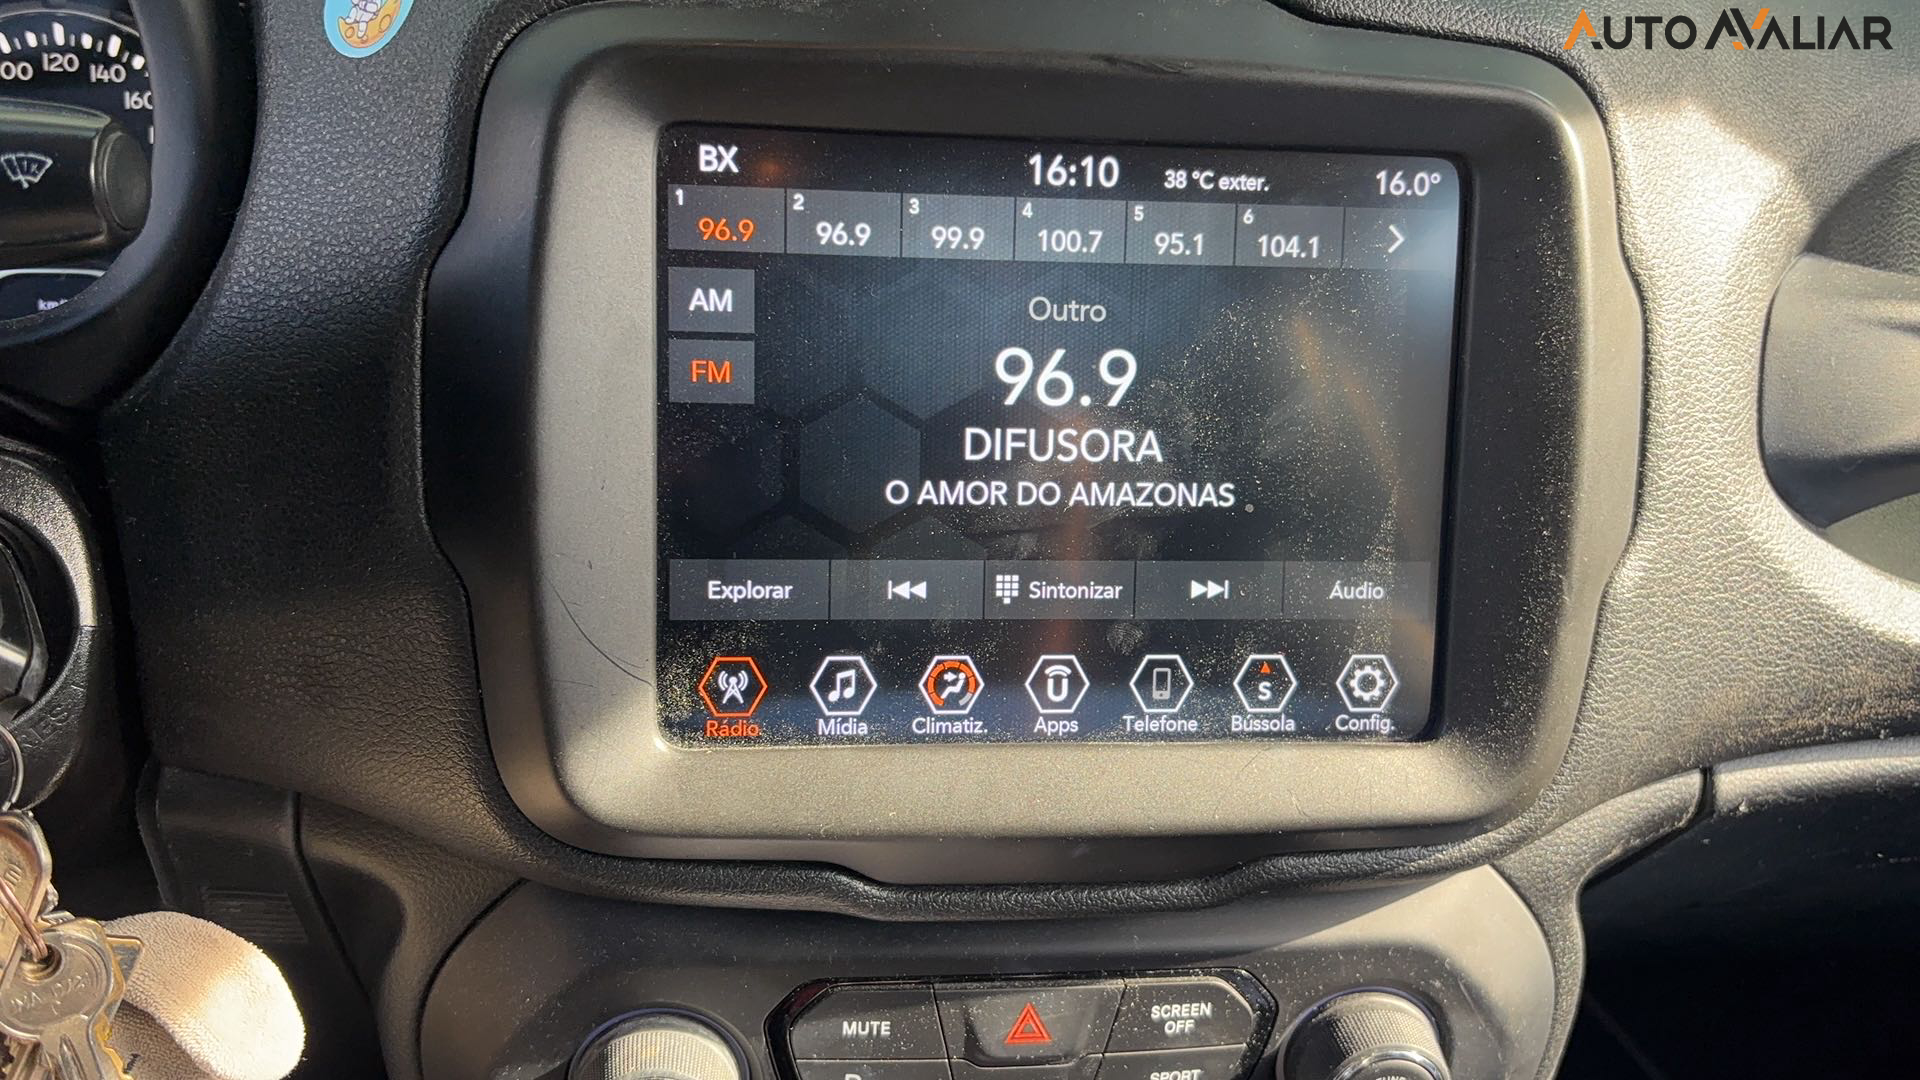 AUTO AVALIAR
120 140
160
BX 16:10 38 °C exter. 16.0°
1 96.9 2 96.9 3 99.9 4 100.7 5 95.1 6 104.1
AM
FM
Outro
96.9
DIFUSORA
O AMOR DO AMAZONAS
Explorar Sintonizar Áudio
Rádio Mídia Climatiz. Apps Telefone Bússola Config.
U S
MUTE SCREEN OFF
SPORT